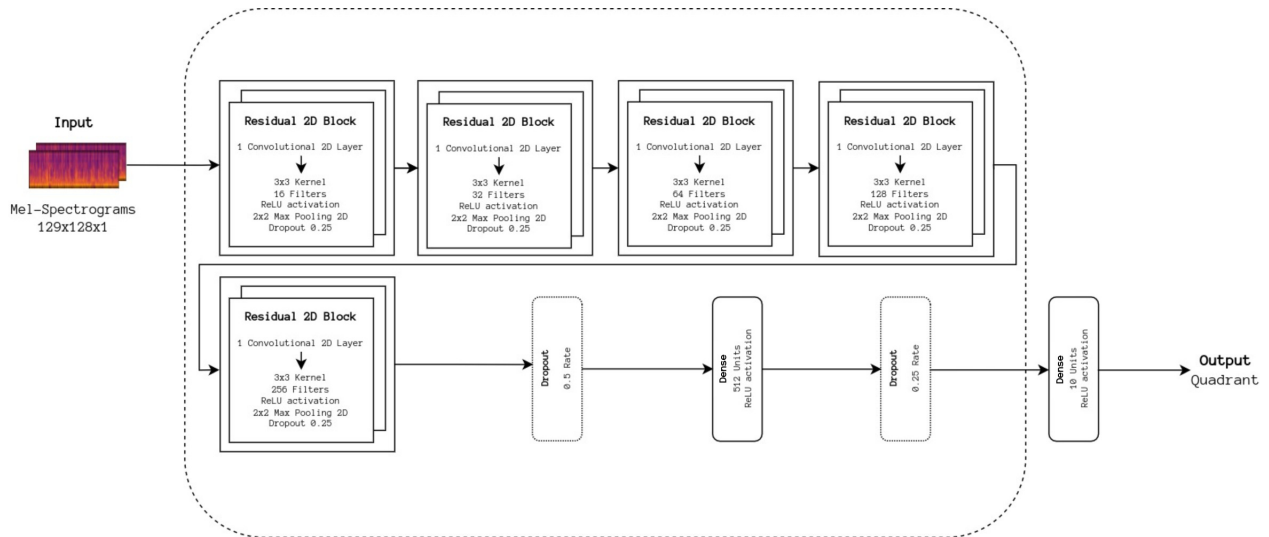 Input
Mel-Spectrograms
129x128x1
Residual 2D Block
1 Convolutional 2D Layer
3x3 Kernel
16 Filters
ReLU activation
2x2 Max Pooling 2D
Dropout 0.25
Residual 2D Block
1 Convolutional 2D Layer
3x3 Kernel
32 Filters
ReLU activation
2x2 Max Pooling 2D
Dropout 0.25
Residual 2D Block
1 Convolutional 2D Layer
3x3 Kernel
64 Filters
ReLU activation
2x2 Max Pooling 2D
Dropout 0.25
Residual 2D Block
1 Convolutional 2D Layer
3x3 Kernel
128 Filters
ReLU activation
2x2 Max Pooling 2D
Dropout 0.25
Residual 2D Block
1 Convolutional 2D Layer
3x3 Kernel
256 Filters
ReLU activation
2x2 Max Pooling 2D
Dropout 0.25
Dropout
0.5 Rate
Dense
512 Units
ReLU activation
Dropout
0.25 Rate
Dense
10 Units
ReLU activation
Output
Quadrant